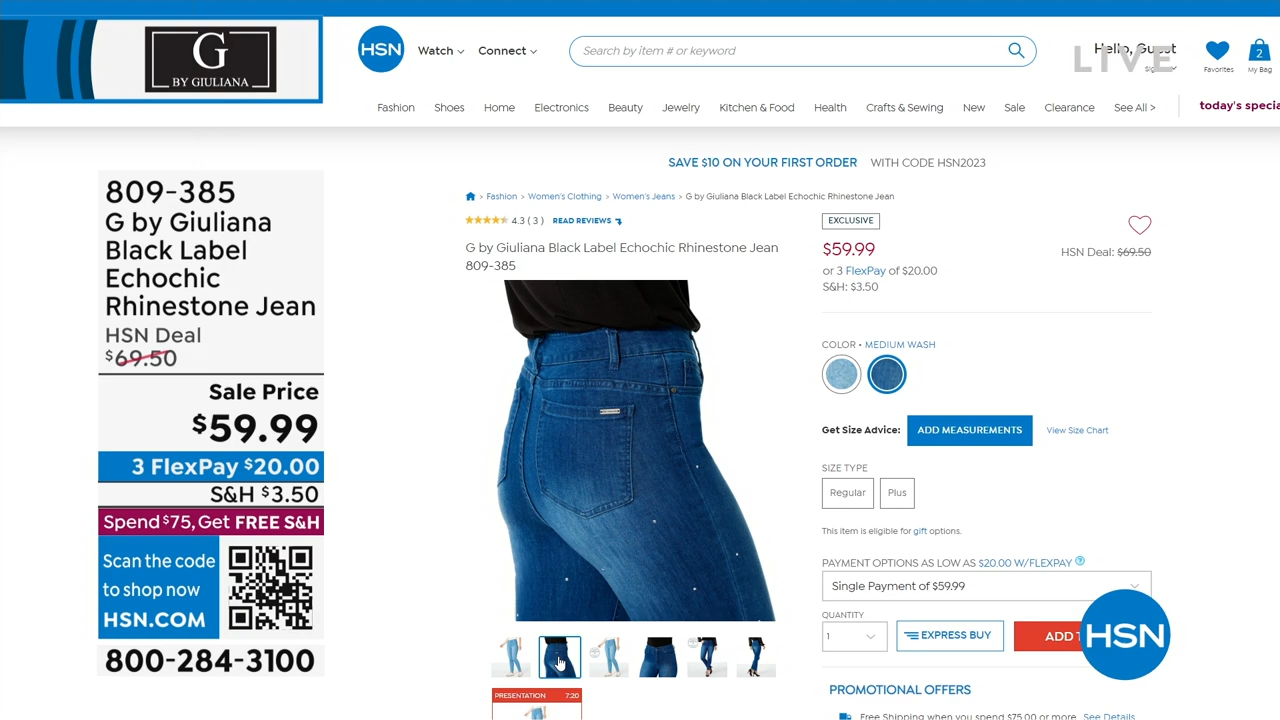 G
BY GIULIANA
HSN
Watch
Connect
Search by item # or keyword
Hello, Guest
LIVE
Favorites
2
My Bag
Fashion
Shoes
Home
Electronics
Beauty
Jewelry
Kitchen & Food
Health
Crafts & Sewing
New
Sale
Clearance
See All >
today's specia
SAVE $10 ON YOUR FIRST ORDER WITH CODE HSN2023
809-385
G by Giuliana
Black Label
Echochic
Rhinestone Jean
HSN Deal
$69.50
Sale Price
$59.99
3 FlexPay $20.00
S&H $3.50
Spend $75, Get FREE S&H
Scan the code
to shop now
HSN.COM
800-284-3100
> Fashion > Women's Clothing > Women's Jeans > G by Giuliana Black Label Echochic Rhinestone Jean
4.3 ( 3 ) READ REVIEWS
G by Giuliana Black Label Echochic Rhinestone Jean
809-385
PRESENTATION 7:20
EXCLUSIVE
$59.99
HSN Deal: $69.50
or 3 FlexPay of $20.00
S&H: $3.50
COLOR • MEDIUM WASH
Get Size Advice: ADD MEASUREMENTS View Size Chart
SIZE TYPE
Regular Plus
This item is eligible for gift options.
PAYMENT OPTIONS AS LOW AS $20.00 W/FLEXPAY ?
Single Payment of $59.99
QUANTITY
1
EXPRESS BUY
ADD
HSN
PROMOTIONAL OFFERS
Free Shipping when you spend $75.00 or more. See Details